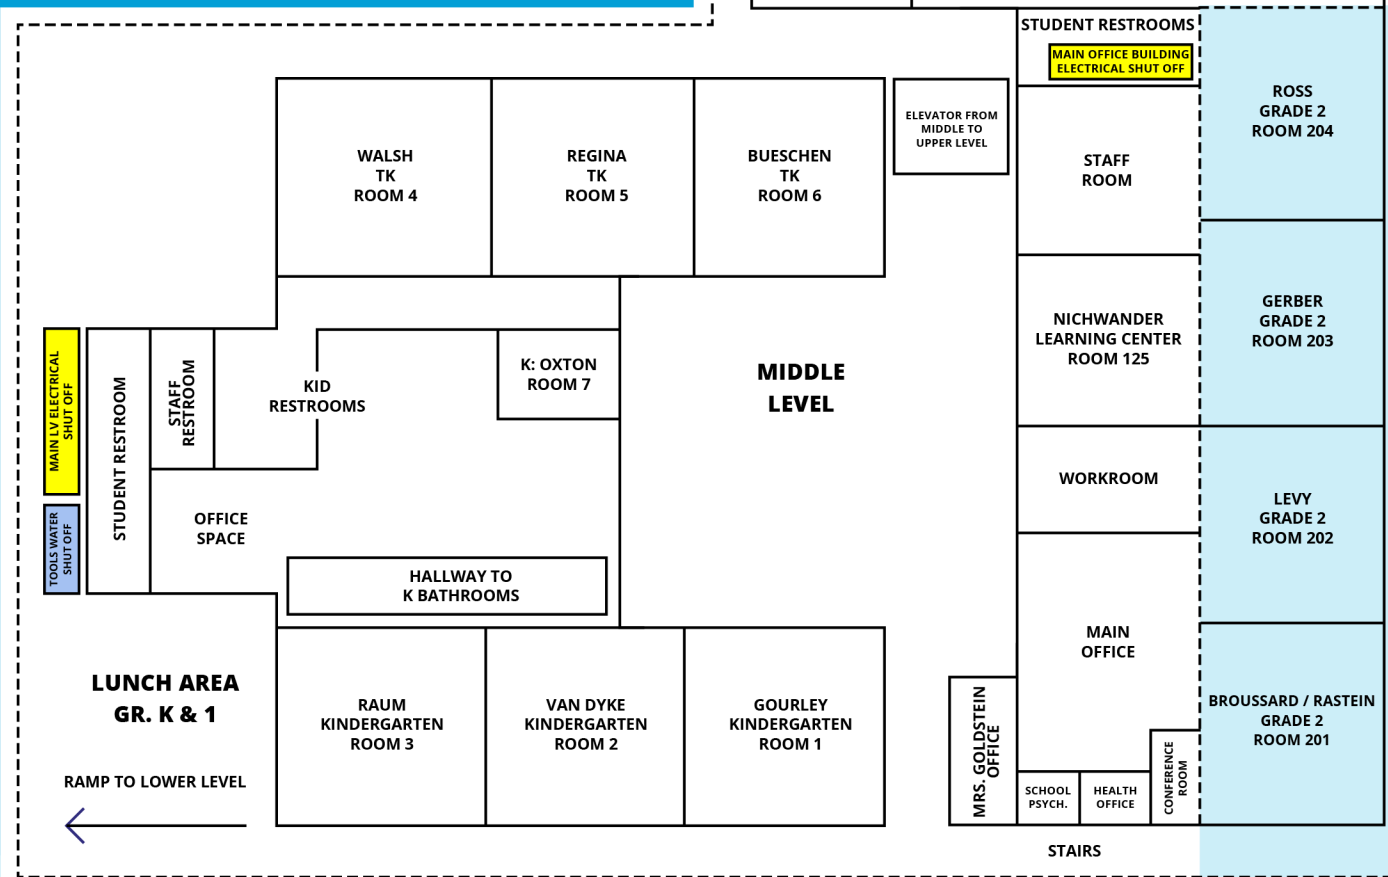 STUDENT RESTROOMS
MAIN OFFICE BUILDING
ELECTRICAL SHUT OFF
ROSS
GRADE 2
ROOM 204
ELEVATOR FROM
MIDDLE TO
UPPER LEVEL
WALSH
TK
ROOM 4
REGINA
TK
ROOM 5
BUESCHEN
TK
ROOM 6
STAFF
ROOM
NICHWANDER
LEARNING CENTER
ROOM 125
GERBER
GRADE 2
ROOM 203
MAIN LV ELECTRICAL
SHUT OFF
STUDENT RESTROOM
STAFF
RESTROOM
KID
RESTROOMS
K: OXTON
ROOM 7
MIDDLE
LEVEL
WORKROOM
LEVY
GRADE 2
ROOM 202
TOOLS WATER
SHUT OFF
OFFICE
SPACE
HALLWAY TO
K BATHROOMS
MAIN
OFFICE
LUNCH AREA
GR. K & 1
RAUM
KINDERGARTEN
ROOM 3
VAN DYKE
KINDERGARTEN
ROOM 2
GOURLEY
KINDERGARTEN
ROOM 1
MRS. GOLDSTEIN
OFFICE
BROUSSARD / RASTEIN
GRADE 2
ROOM 201
RAMP TO LOWER LEVEL
SCHOOL
PSYCH.
HEALTH
OFFICE
CONFERENCE
ROOM
STAIRS